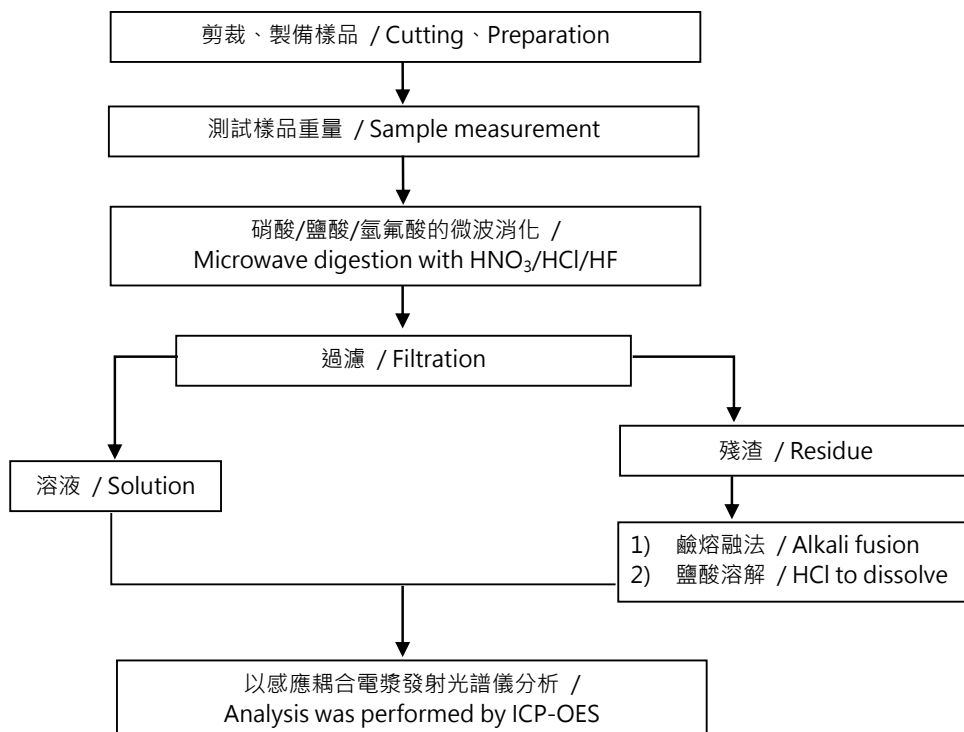 剪裁、製備樣品 / Cutting、Preparation
測試樣品重量 / Sample measurement
硝酸/鹽酸/氫氟酸的微波消化 /
Microwave digestion with HNO₃/HCl/HF
過濾 / Filtration
溶液 / Solution
殘渣 / Residue
1) 鹼熔融法 / Alkali fusion
2) 鹽酸溶解 / HCl to dissolve
以感應耦合電漿發射光譜儀分析 /
Analysis was performed by ICP-OES